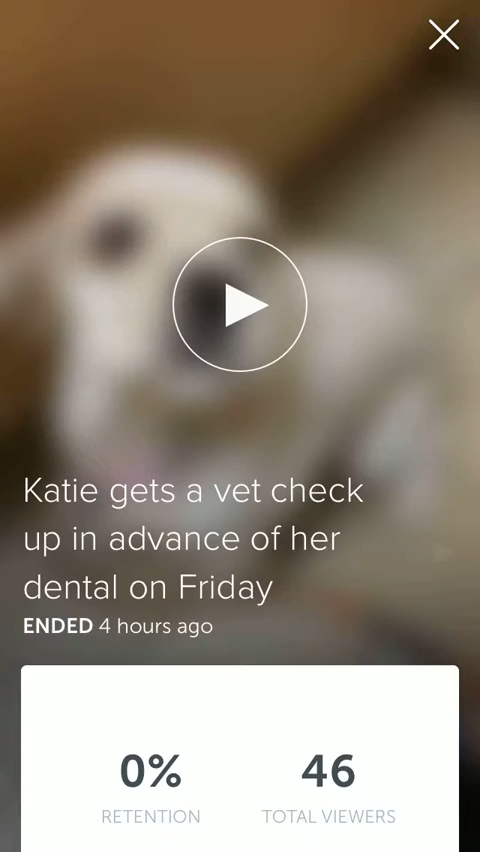 Katie gets a vet check
up in advance of her
dental on Friday
ENDED 4 hours ago
0% 46
RETENTION TOTAL VIEWERS